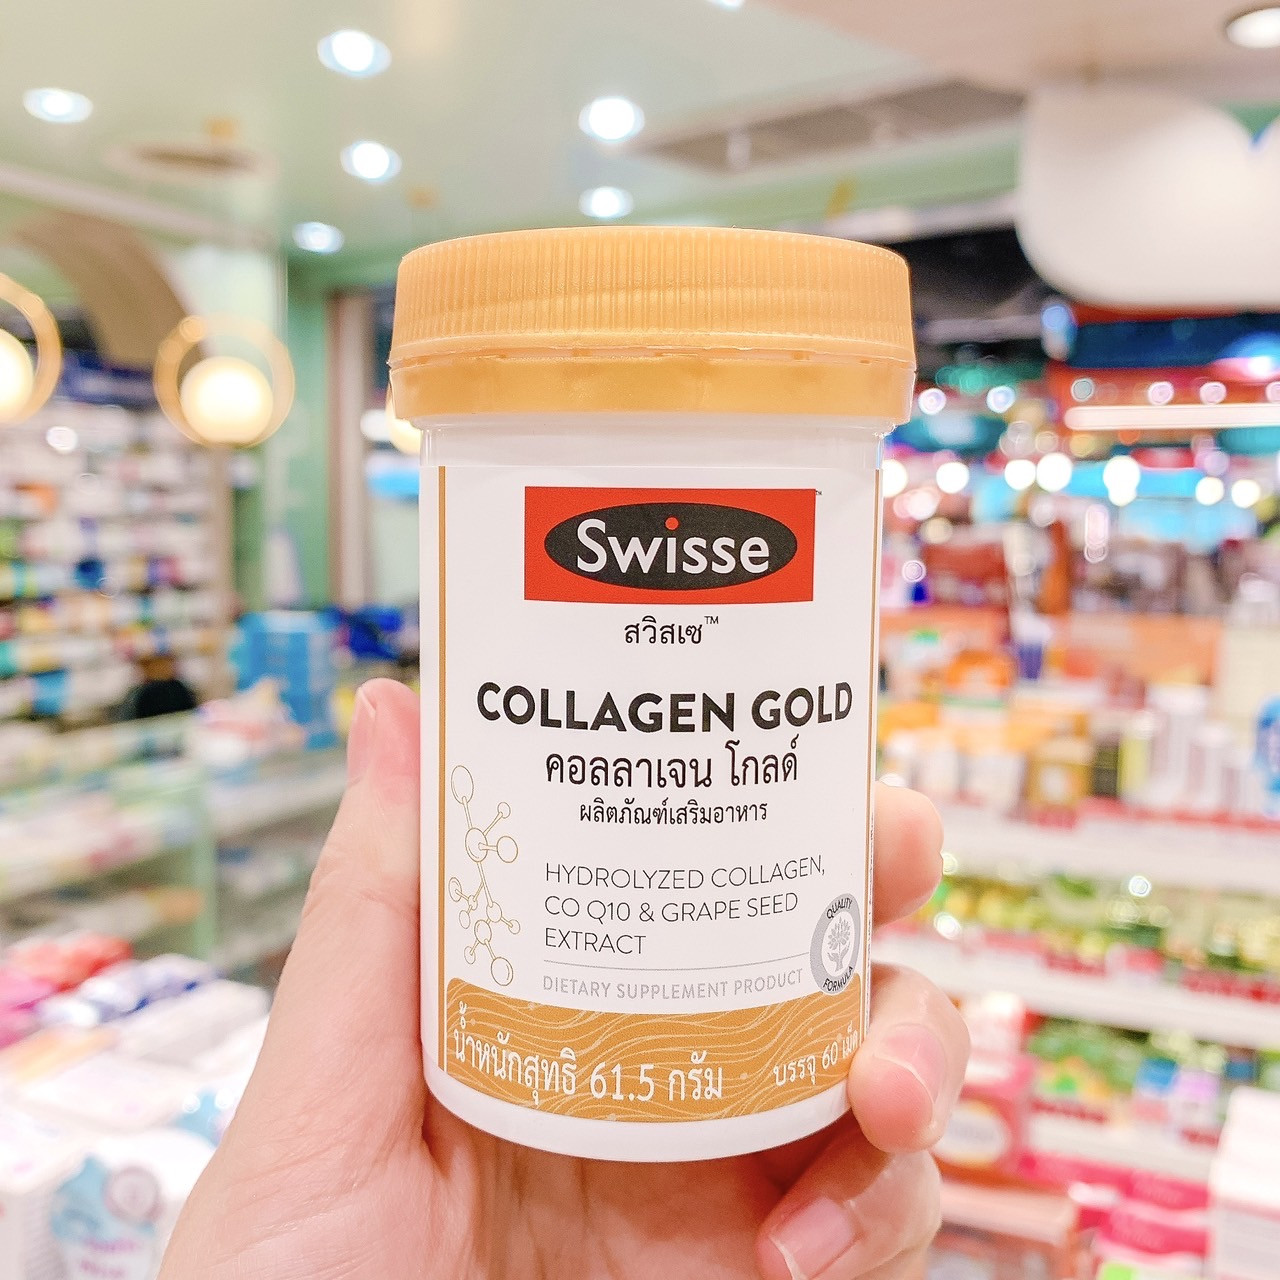 Swisse
สวิสเซ™
COLLAGEN GOLD
คอลลาเจน โกลด์
ผลิตภัณฑ์เสริมอาหาร
HYDROLYZED COLLAGEN,
CO Q10 & GRAPE SEED
EXTRACT
QUALITY
FORMULA
DIETARY SUPPLEMENT PRODUCT
น้ำหนักสุทธิ 61.5 กรัม
บรรจุ 60 เม็ด